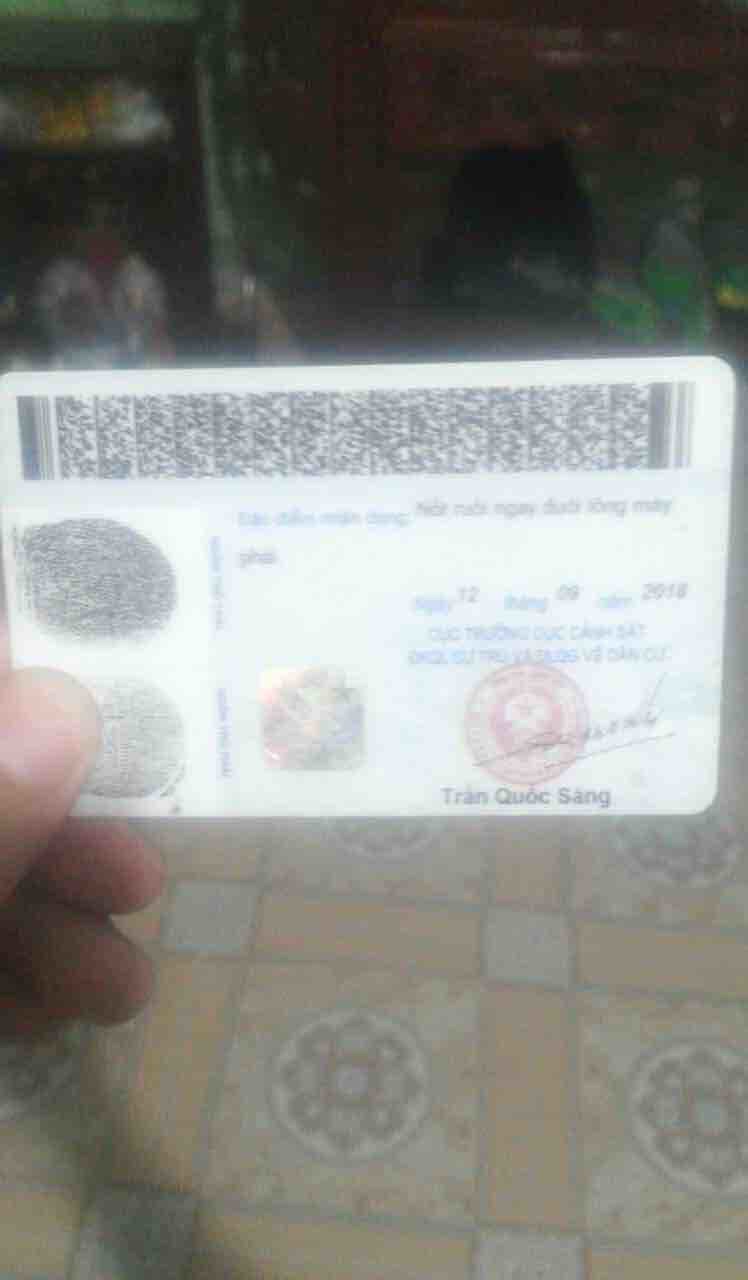 Đặc điểm nhận dạng: Nốt ruồi ngay dưới lông mày
phải
Ngày 12 tháng 09 năm 2018
CỤC TRƯỞNG CỤC CẢNH SÁT
ĐKQL CƯ TRÚ VÀ DLQG VỀ DÂN CƯ
Trần Quốc Sáng